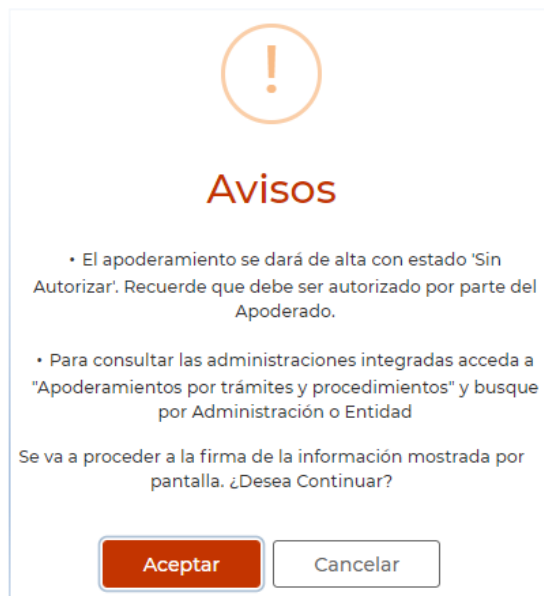 !
Avisos
• El apoderamiento se dará de alta con estado 'Sin
Autorizar'. Recuerde que debe ser autorizado por parte del
Apoderado.
• Para consultar las administraciones integradas acceda a
"Apoderamientos por trámites y procedimientos" y busque
por Administración o Entidad
Se va a proceder a la firma de la información mostrada por
pantalla. ¿Desea Continuar?
Aceptar Cancelar